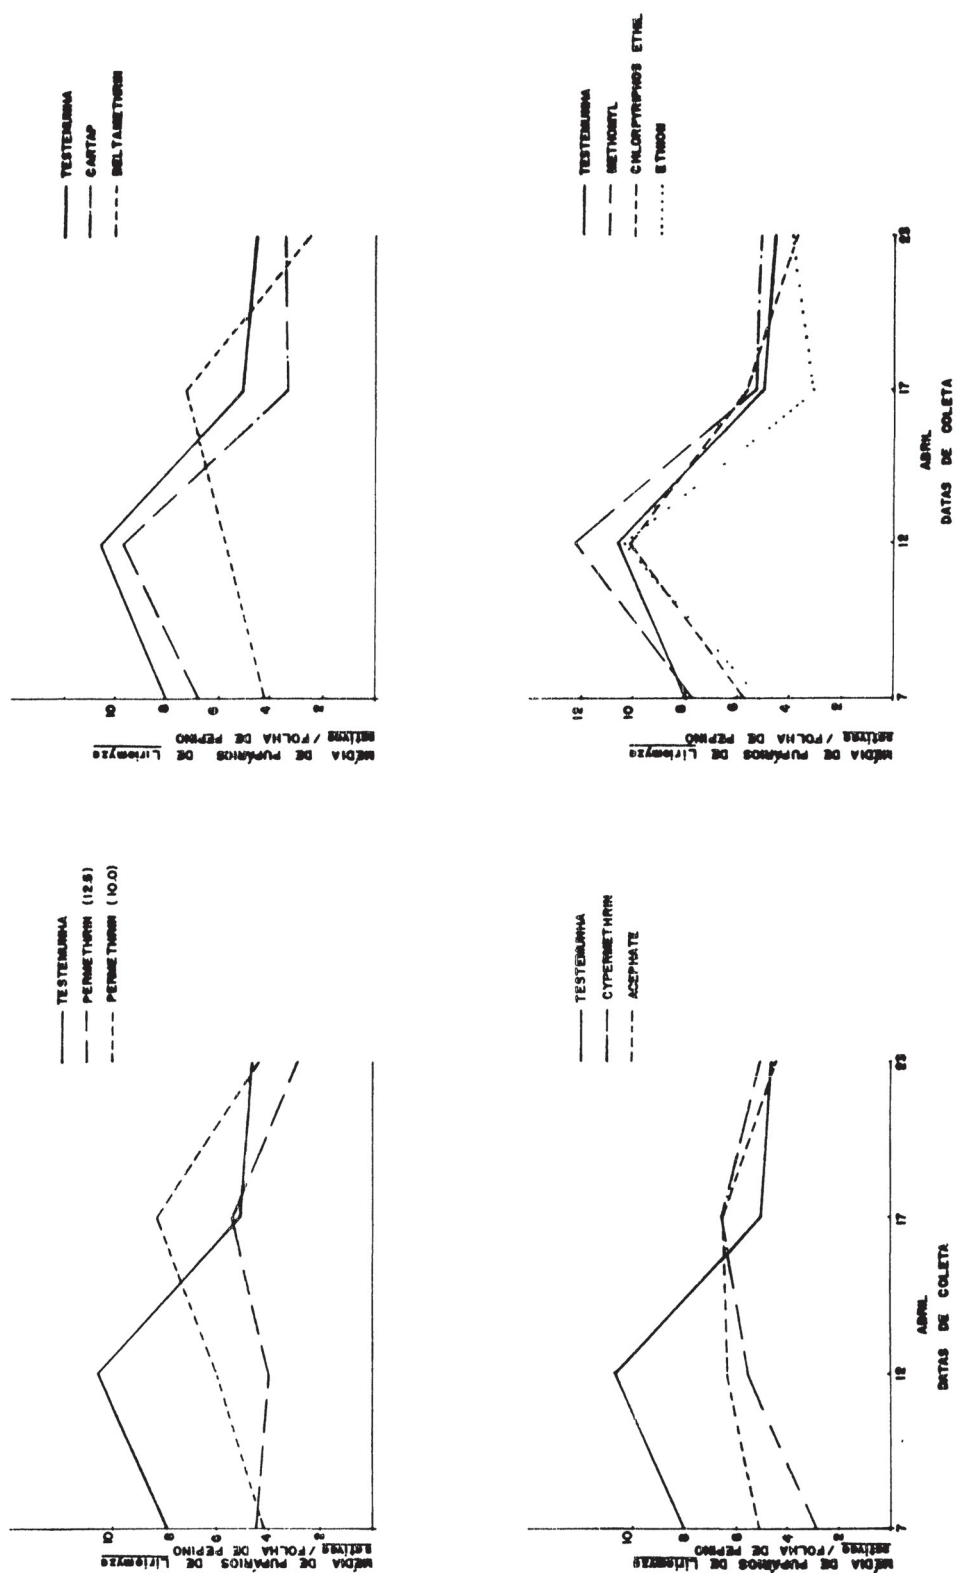 TESTEMUNHA
PERMETHRIN (12.5)
PERMETHRIN (10.0)
MÉDIA DE PUPÁRIOS DE Liriomyza
sativae / FOLHA DE PEPINO
10
8
6
4
2
TESTEMUNHA
CARTAP
DELTAMETHRIN
MÉDIA DE PUPÁRIOS DE Liriomyza
sativae / FOLHA DE PEPINO
10
8
6
4
2
TESTEMUNHA
CYPERMETHRIN
ACEPHATE
MÉDIA DE PUPÁRIOS DE Liriomyza
sativae / FOLHA DE PEPINO
10
8
6
4
2
7 12 17 23
ABRIL
DATAS DE COLETA
TESTEMUNHA
METHOMYL
CHLORPYRIPHOS ETHIL
ETHION
MÉDIA DE PUPÁRIOS DE Liriomyza
sativae / FOLHA DE PEPINO
12
10
8
6
4
2
7 12 17 23
ABRIL
DATAS DE COLETA